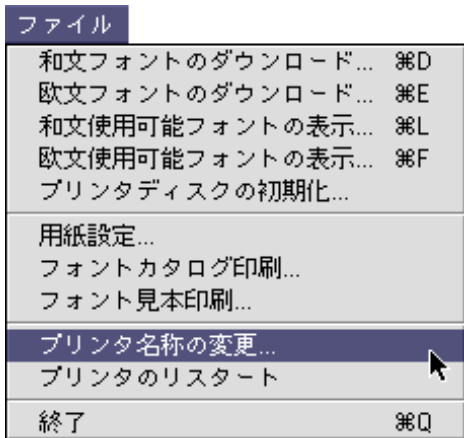 ファイル
和文フォントのダウンロード... ⌘D
欧文フォントのダウンロード... ⌘E
和文使用可能フォントの表示... ⌘L
欧文使用可能フォントの表示... ⌘F
プリンタディスクの初期化...
用紙設定...
フォントカタログ印刷...
フォント見本印刷...
プリンタ名称の変更...
プリンタのリスタート
終了 ⌘Q